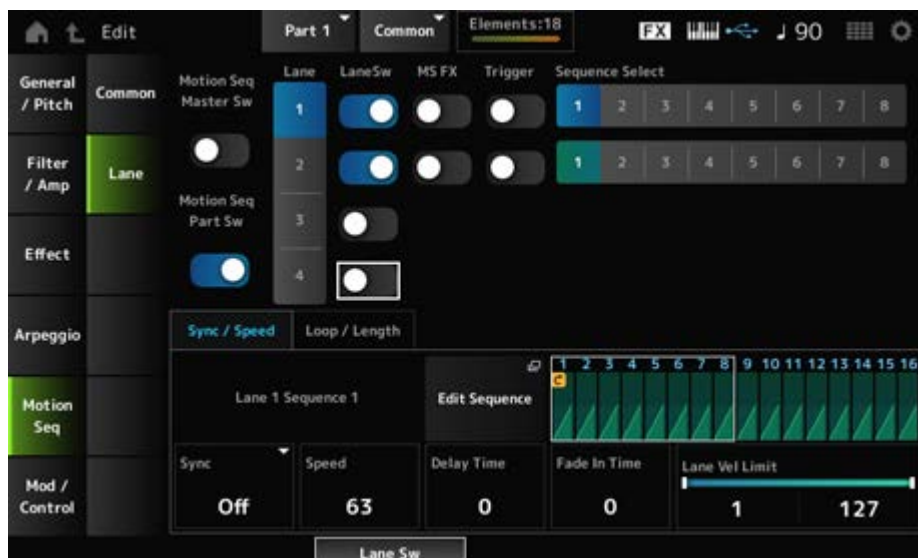 Edit
Part 1
Common
Elements:18
FX
♩ 90
General / Pitch
Filter / Amp
Effect
Arpeggio
Motion Seq
Mod / Control
Common
Lane
Motion Seq Master Sw
Motion Seq Part Sw
Lane LaneSw MS FX Trigger Sequence Select
1 1 2 3 4 5 6 7 8
2 1 2 3 4 5 6 7 8
3
4
Sync / Speed Loop / Length
Lane 1 Sequence 1
Edit Sequence
1 2 3 4 5 6 7 8 9 10 11 12 13 14 15 16
C
Sync Speed Delay Time Fade In Time Lane Vel Limit
Off 63 0 0 1 127
Lane Sw